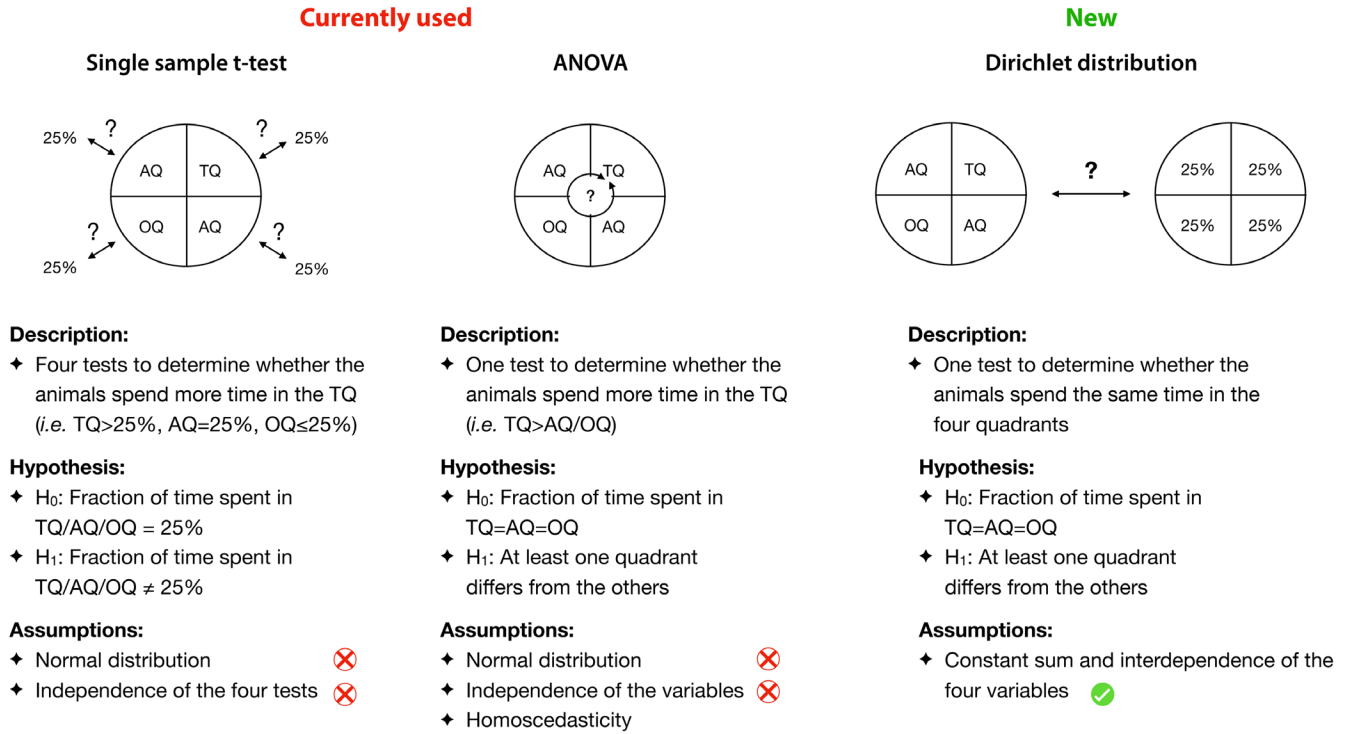 Currently used
New
Single sample t-test
ANOVA
Dirichlet distribution
25%
?
?
25%
AQ
TQ
OQ
AQ
?
?
25%
25%
AQ
TQ
?
OQ
AQ
AQ
TQ
OQ
AQ
?
25%
25%
25%
25%
Description:
✦ Four tests to determine whether the
animals spend more time in the TQ
(i.e. TQ>25%, AQ=25%, OQ≤25%)
Hypothesis:
✦ H₀: Fraction of time spent in
TQ/AQ/OQ = 25%
✦ H₁: Fraction of time spent in
TQ/AQ/OQ ≠ 25%
Assumptions:
✦ Normal distribution
✦ Independence of the four tests
Description:
✦ One test to determine whether the
animals spend more time in the TQ
(i.e. TQ>AQ/OQ)
Hypothesis:
✦ H₀: Fraction of time spent in
TQ=AQ=OQ
✦ H₁: At least one quadrant
differs from the others
Assumptions:
✦ Normal distribution
✦ Independence of the variables
✦ Homoscedasticity
Description:
✦ One test to determine whether the
animals spend the same time in the
four quadrants
Hypothesis:
✦ H₀: Fraction of time spent in
TQ=AQ=OQ
✦ H₁: At least one quadrant
differs from the others
Assumptions:
✦ Constant sum and interdependence of the
four variables